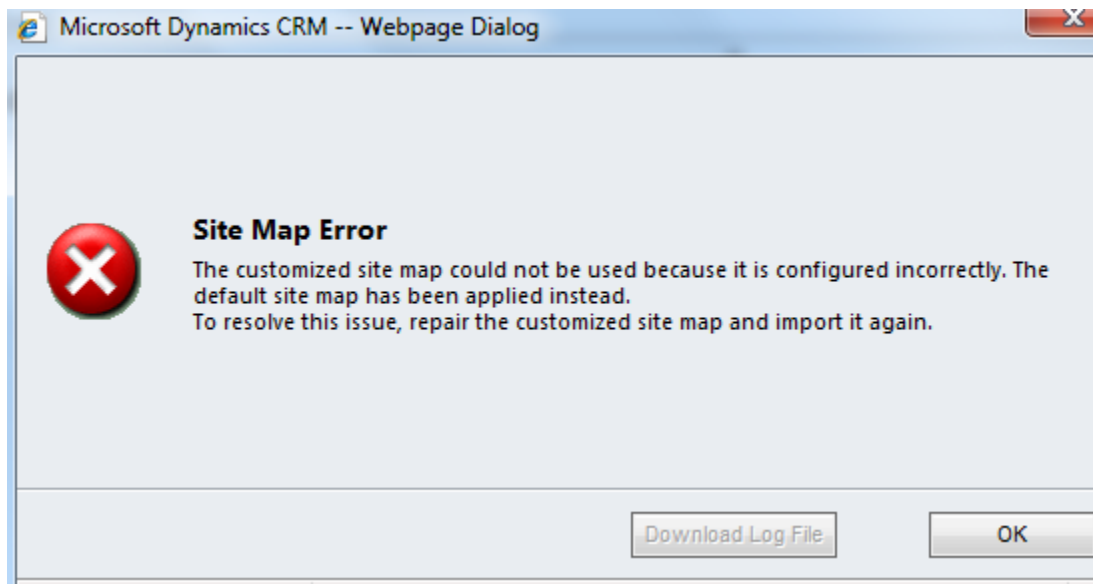 Microsoft Dynamics CRM -- Webpage Dialog
Site Map Error
The customized site map could not be used because it is configured incorrectly. The
default site map has been applied instead.
To resolve this issue, repair the customized site map and import it again.
Download Log File
OK